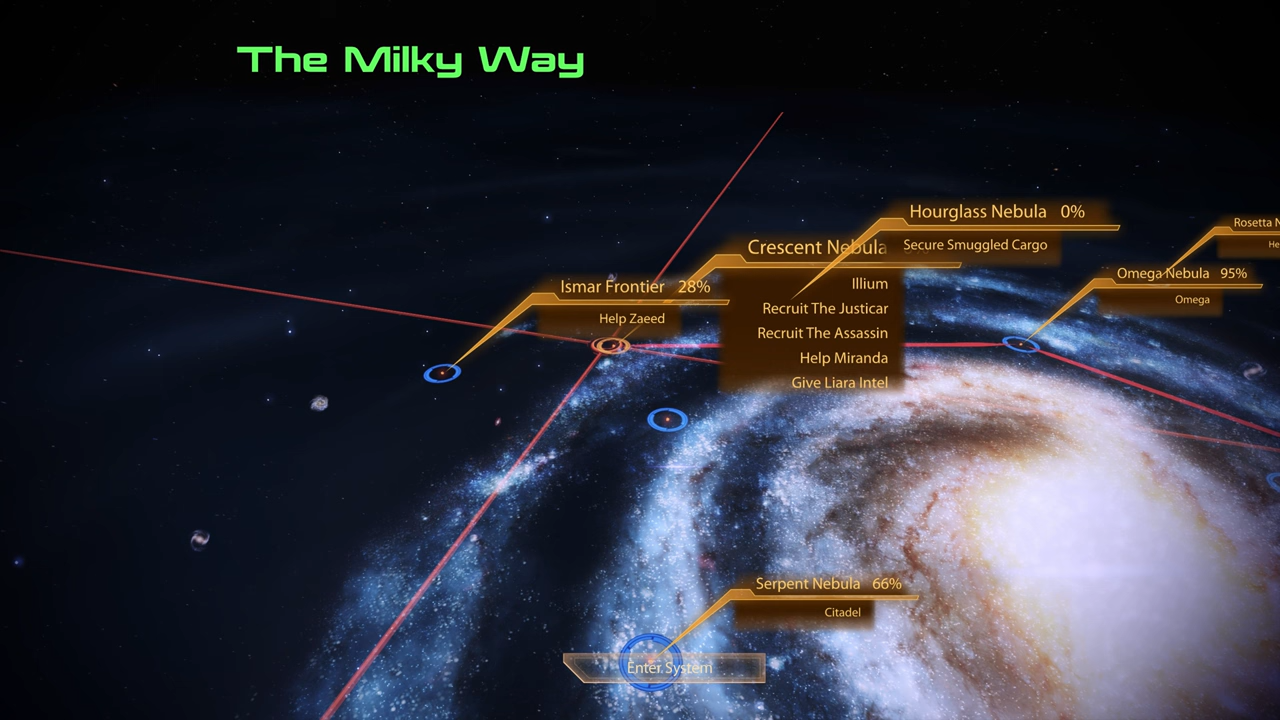 The Milky Way
Hourglass Nebula 0%
Secure Smuggled Cargo
Rosetta N
He
Crescent Nebula
Illium
Recruit The Justicar
Recruit The Assassin
Help Miranda
Give Liara Intel
Omega Nebula 95%
Omega
Ismar Frontier 28%
Help Zaeed
Serpent Nebula 66%
Citadel
Enter System